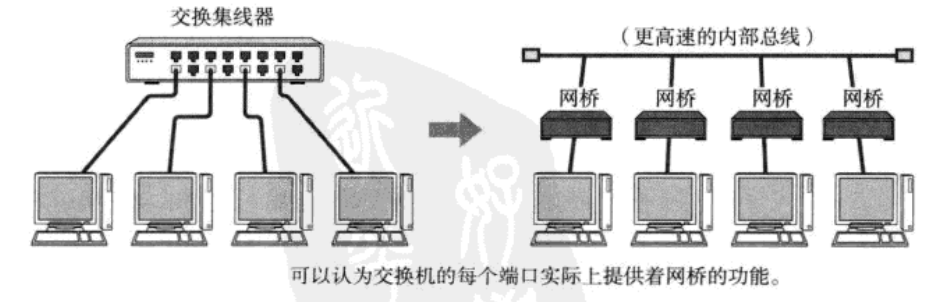 交换集线器
（更高速的内部总线）
网桥 网桥 网桥 网桥
可以认为交换机的每个端口实际上提供着网桥的功能。